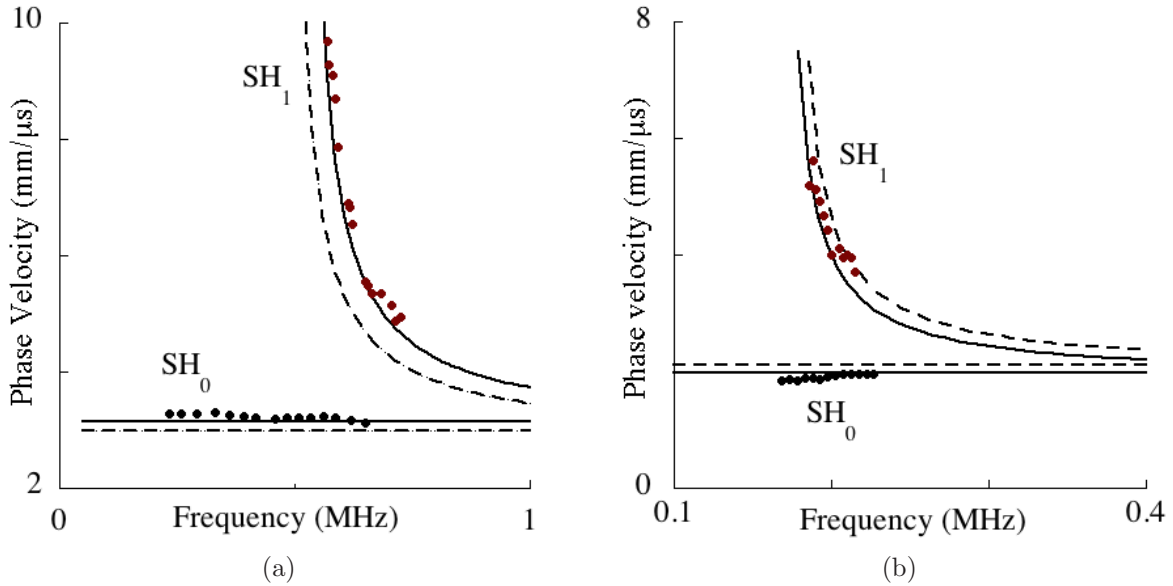 10
Phase Velocity (mm/μs)
SH₁
SH₀
2
0
Frequency (MHz)
1
(a)
8
Phase velocity (mm/μs)
SH₁
SH₀
0
0.1
Frequency (MHz)
0.4
(b)